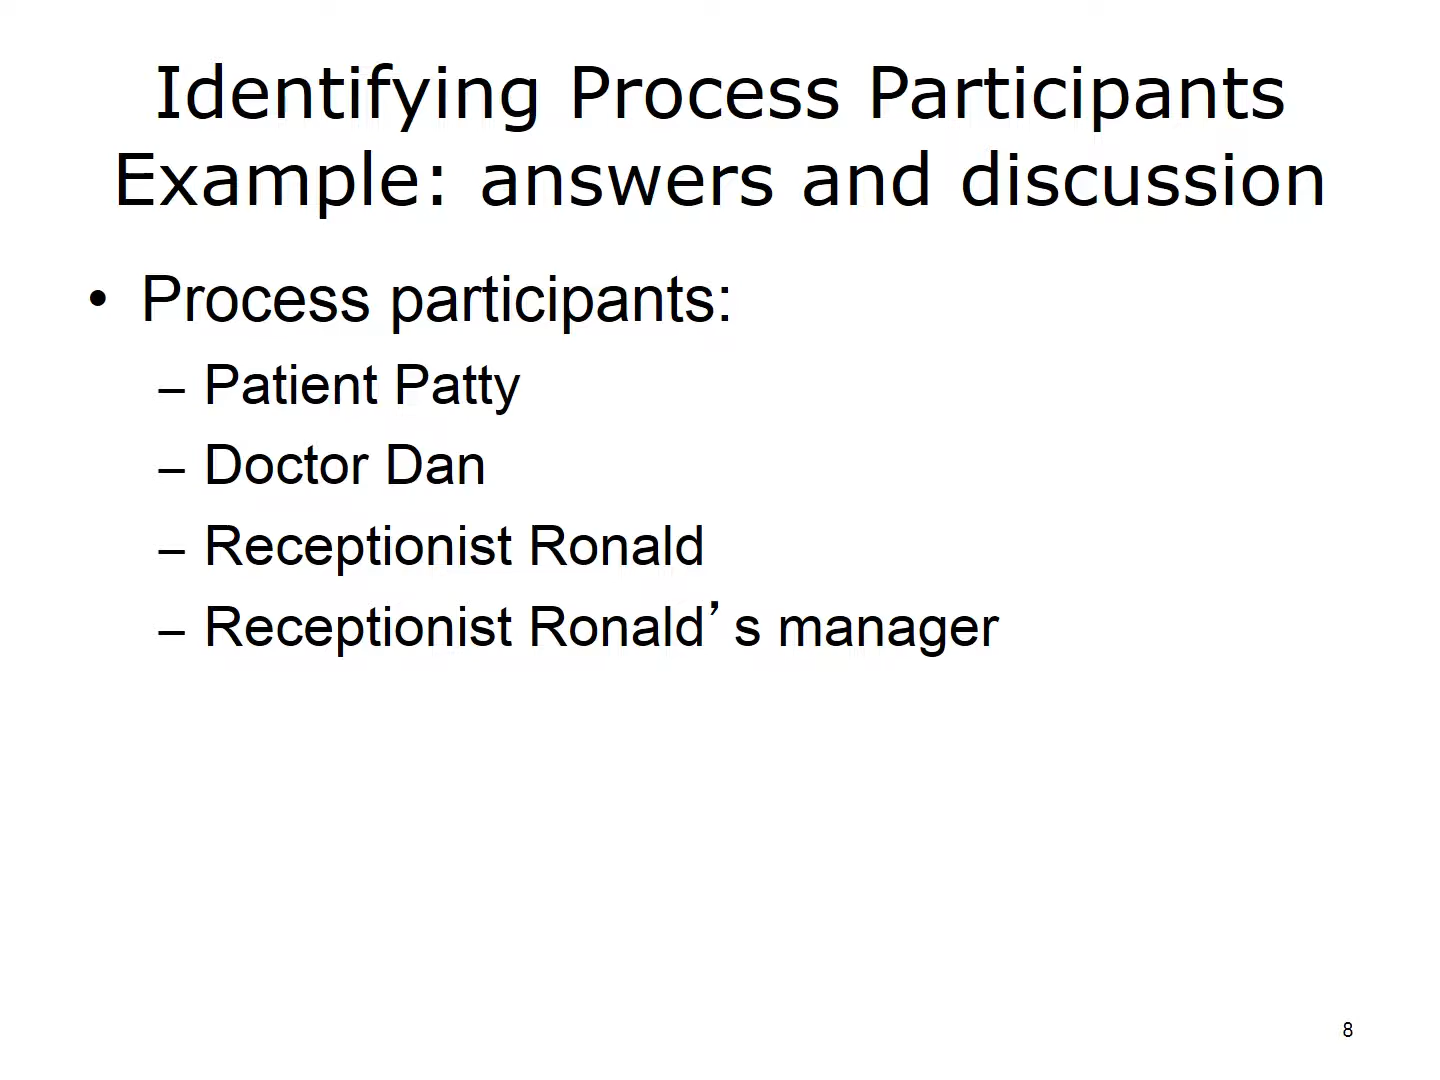 Identifying Process Participants
Example: answers and discussion
• Process participants:
– Patient Patty
– Doctor Dan
– Receptionist Ronald
– Receptionist Ronald’s manager
8